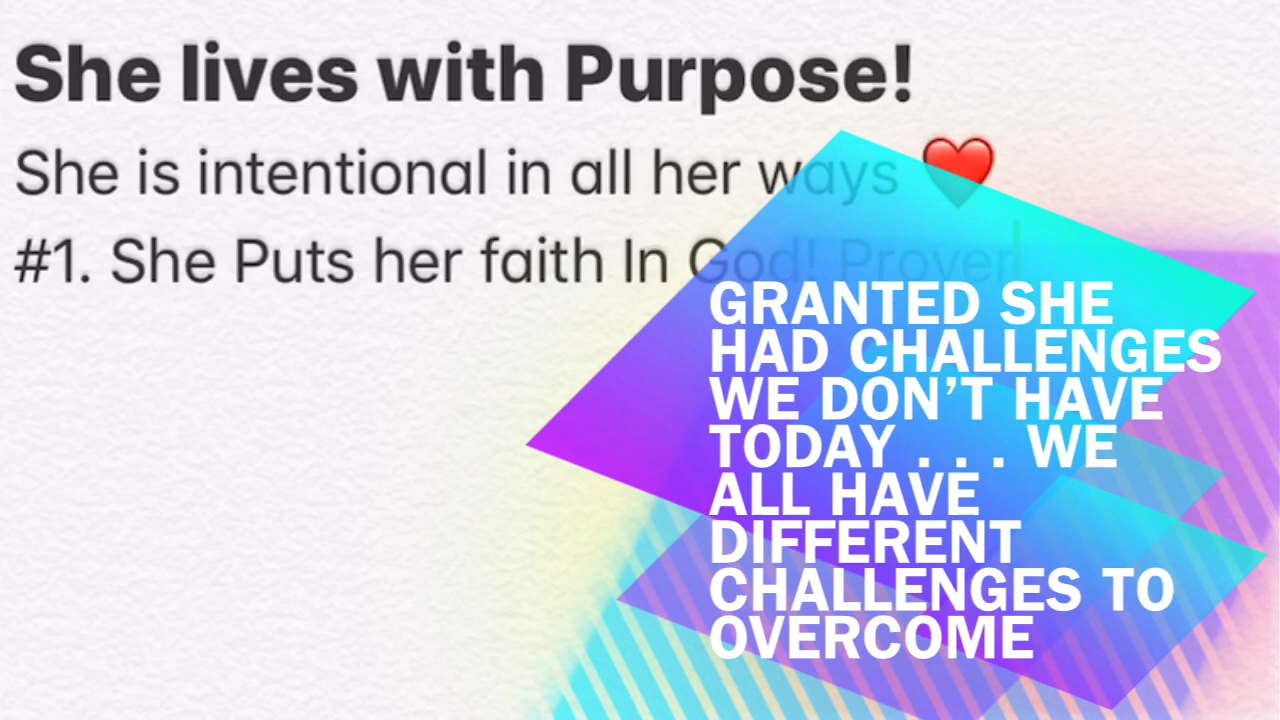 She lives with Purpose!
She is intentional in all her ways ❤️
#1. She Puts her faith In God! Prover
GRANTED SHE
HAD CHALLENGES
WE DON'T HAVE
TODAY . . . WE
ALL HAVE
DIFFERENT
CHALLENGES TO
OVERCOME